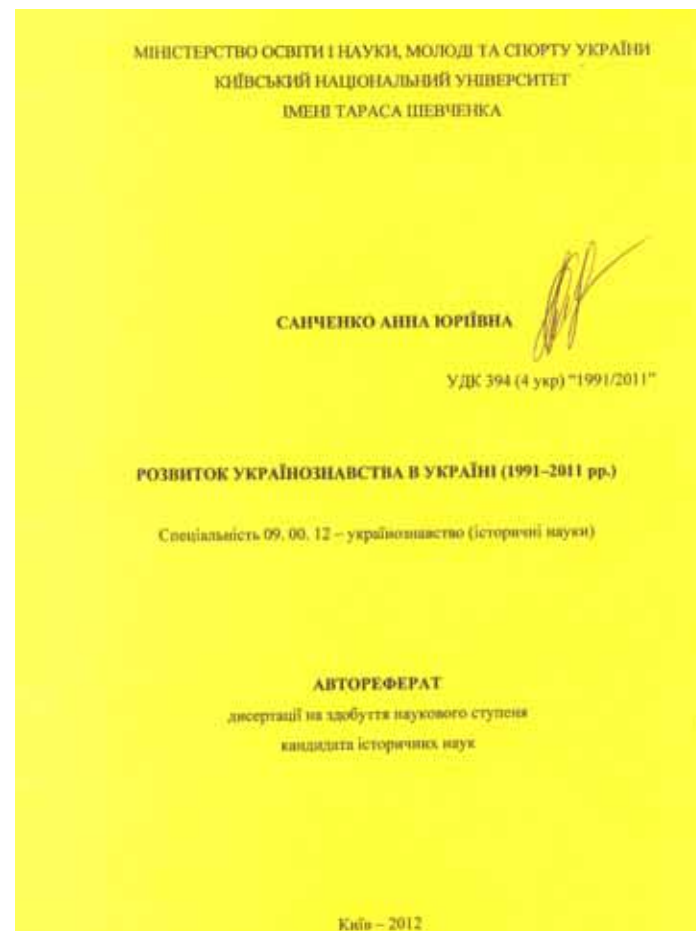 МІНІСТЕРСТВО ОСВІТИ І НАУКИ, МОЛОДІ ТА СПОРТУ УКРАЇНИ
КИЇВСЬКИЙ НАЦІОНАЛЬНИЙ УНІВЕРСИТЕТ
ІМЕНІ ТАРАСА ШЕВЧЕНКА
САНЧЕНКО АННА ЮРІЇВНА
УДК 394 (4 укр) “1991/2011”
РОЗВИТОК УКРАЇНОЗНАВСТВА В УКРАЇНІ (1991–2011 рр.)
Спеціальність 09. 00. 12 – українознавство (історичні науки)
АВТОРЕФЕРАТ
дисертації на здобуття наукового ступеня
кандидата історичних наук
Київ – 2012